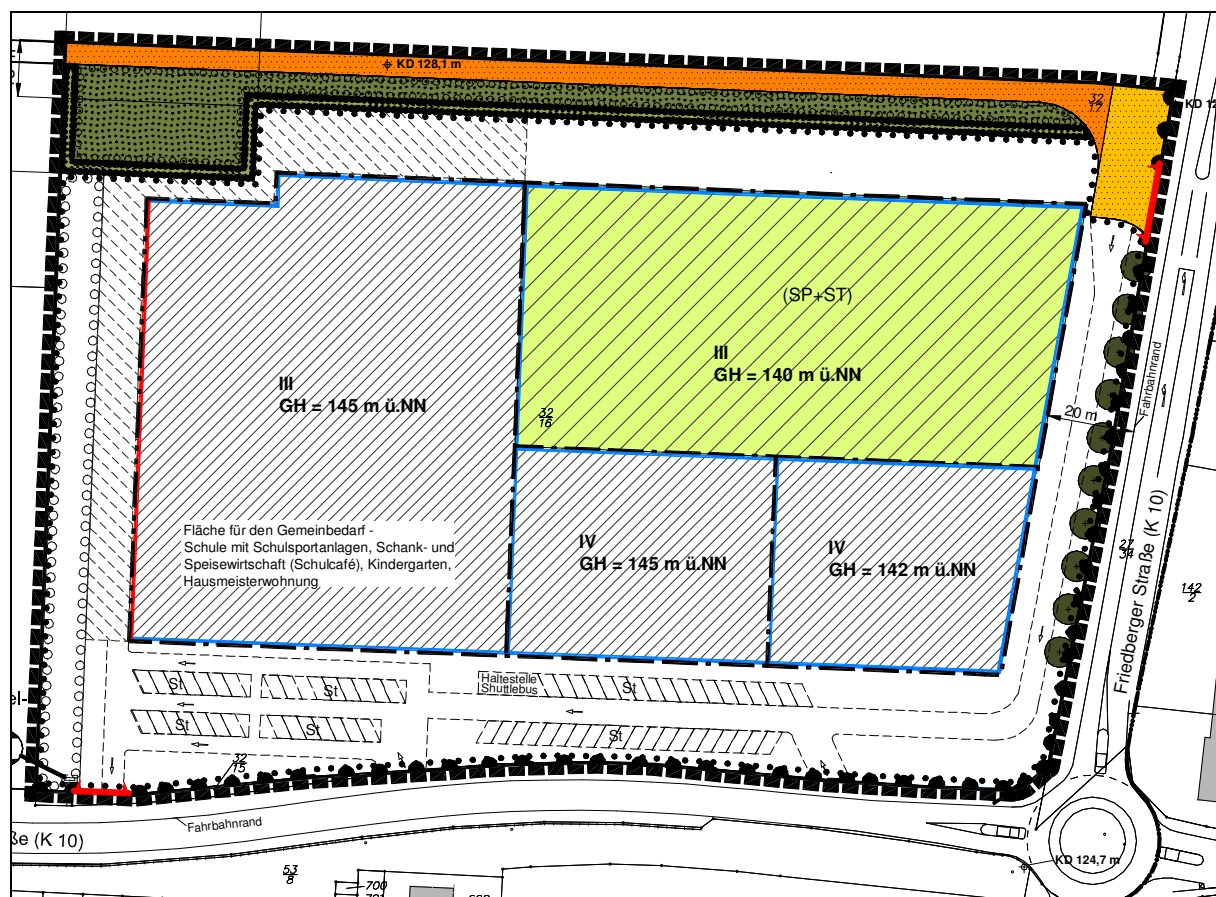 KD 128,1 m
32
17
KD 12
(SP+ST)
III
GH = 140 m ü.NN
III
GH = 145 m ü.NN
32
16
20 m
Fahrbahnrand
Fläche für den Gemeinbedarf -
Schule mit Schulsportanlagen, Schank- und
Speisewirtschaft (Schulcafé), Kindergarten,
Hausmeisterwohnung
IV
GH = 145 m ü.NN
IV
GH = 142 m ü.NN
27
34
142
2
Friedberger Straße (K 10)
Haltestelle
Shuttlebus
St
St
St
St
St
St
el-
32
15
Fahrbahnrand
ße (K 10)
KD 124,7 m
53
8
700